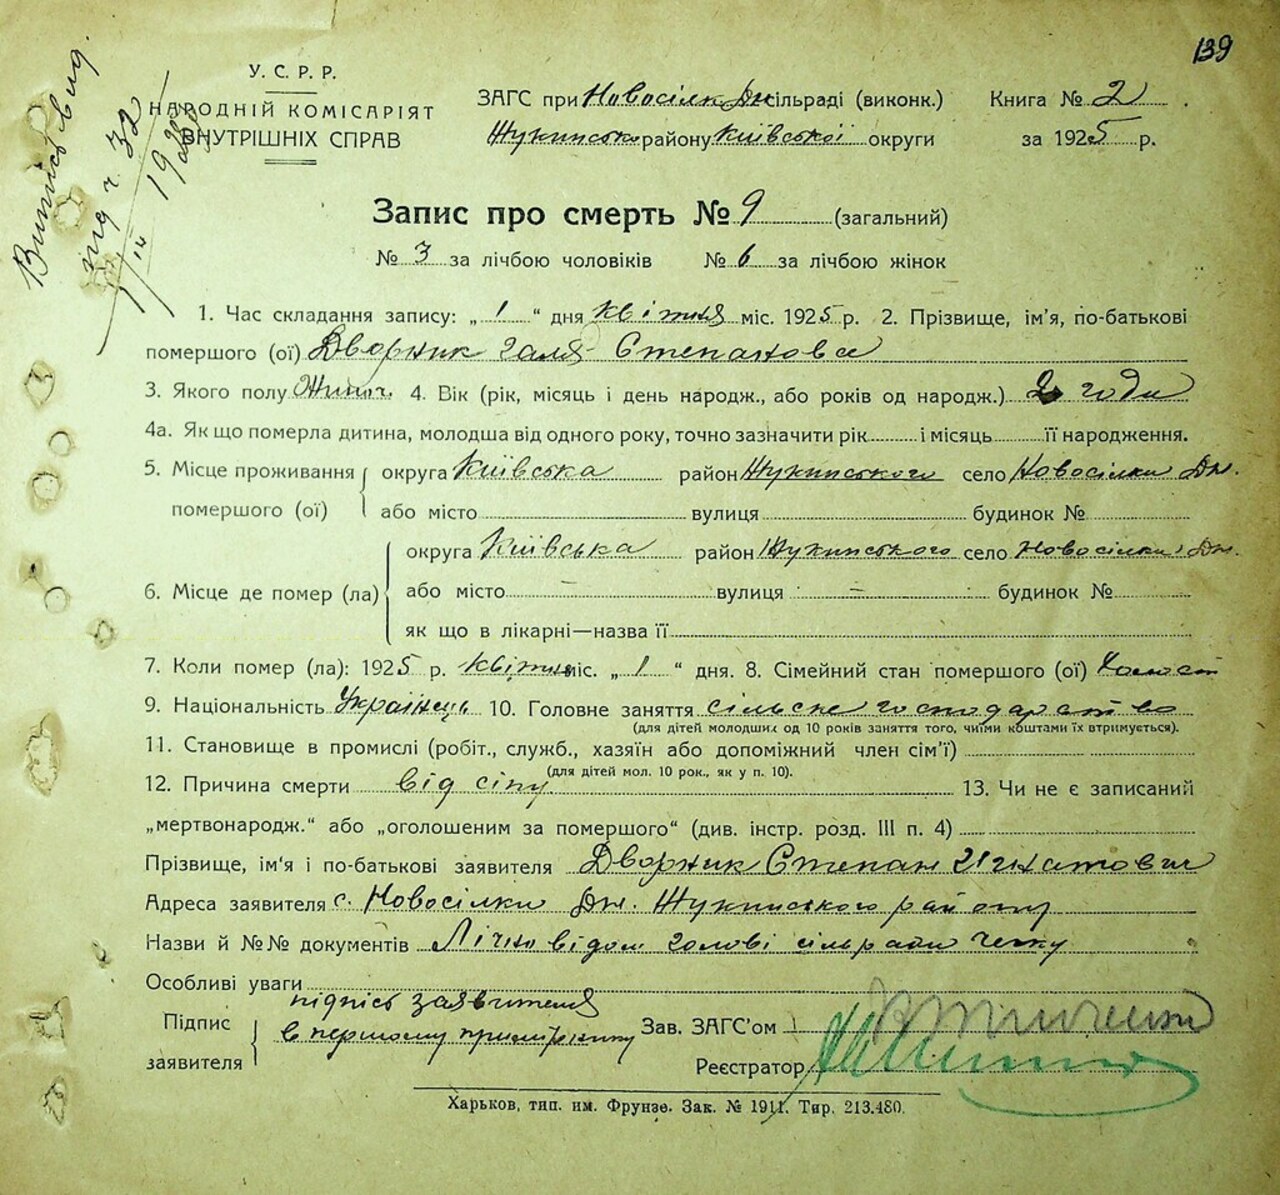 139
Випис вид.
під ч. 32
У. С. Р. Р.
НАРОДНІЙ КОМІСАРІЯТ
ВНУТРІШНІХ СПРАВ
ЗАГС при Новосілк Дн сільраді (виконк.)
Жукинськ району Київської округи
Книга № 2
за 1925 р.
Запис про смерть № 9 (загальний)
№ 3 за лічбою чоловіків № 6 за лічбою жінок
1. Час складання запису: „ 1 “ дня квітня міс. 1925 р. 2. Прізвище, ім'я, по-батькові
помершого (ої) Дворник Галя Степанова
3. Якого полу Жіноч. 4. Вік (рік, місяць і день народж., або років од народж.) 2 годи
4а. Як що померла дитина, молодша від одного року, точно зазначити рік і місяць її народження.
5. Місце проживання помершого (ої) округа Київська район Жукинського село Новосілки Дн.
або місто вулиця будинок №
6. Місце де помер (ла) округа Київська район Жукинського село Новосілки Дн.
або місто – вулиця – будинок №
як що в лікарні—назва її
7. Коли помер (ла): 1925 р. квітня міс. „ 1 “ дня. 8. Сімейний стан помершого (ої) холост
9. Національність Українець 10. Головне заняття сільске господарство
(для дітей молодших од 10 років заняття того, чиїми коштами їх втримується).
11. Становище в промислі (робіт., служб., хазяїн або допоміжний член сім'ї)
(для дітей мол. 10 рок., як у п. 10).
12. Причина смерти від сіпу 13. Чи не є записаний
„мертвонародж.“ або „оголошеним за помершого“ (див. інстр. розд. III п. 4)
Прізвище, ім'я і по-батькові заявителя Дворник Степан Игнатович
Адреса заявителя с. Новосілки Дн. Жукинського району
Назви й №№ документів Лічно відом голові сільради
Особливі уваги
Підпис заявителя підпісь заявителя
в першому примірнику
Зав. ЗАГС'ом
Реєстратор
Харьков, тип. им. Фрунзе. Зак. № 1911. Тир. 213.480.